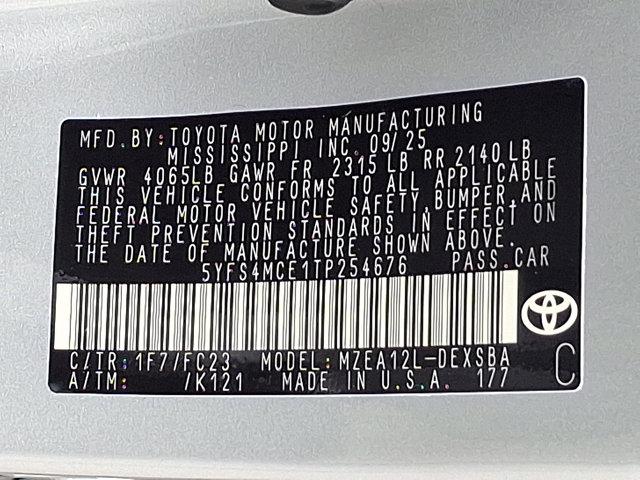 MFD. BY: TOYOTA MOTOR MANUFACTURING
MISSISSIPPI INC. 09/25
GVWR 4065LB GAWR FR 2315 LB RR 2140 LB
THIS VEHICLE CONFORMS TO ALL APPLICABLE
FEDERAL MOTOR VEHICLE SAFETY, BUMPER, AND
THEFT PREVENTION STANDARDS IN EFFECT ON
THE DATE OF MANUFACTURE SHOWN ABOVE.
5YFS4MCE1TP254676 PASS. CAR
C/TR: 1F7/FC23 MODEL: MZEA12L-DEXSBA
A/TM: /K121 MADE IN U.S.A. 177 C